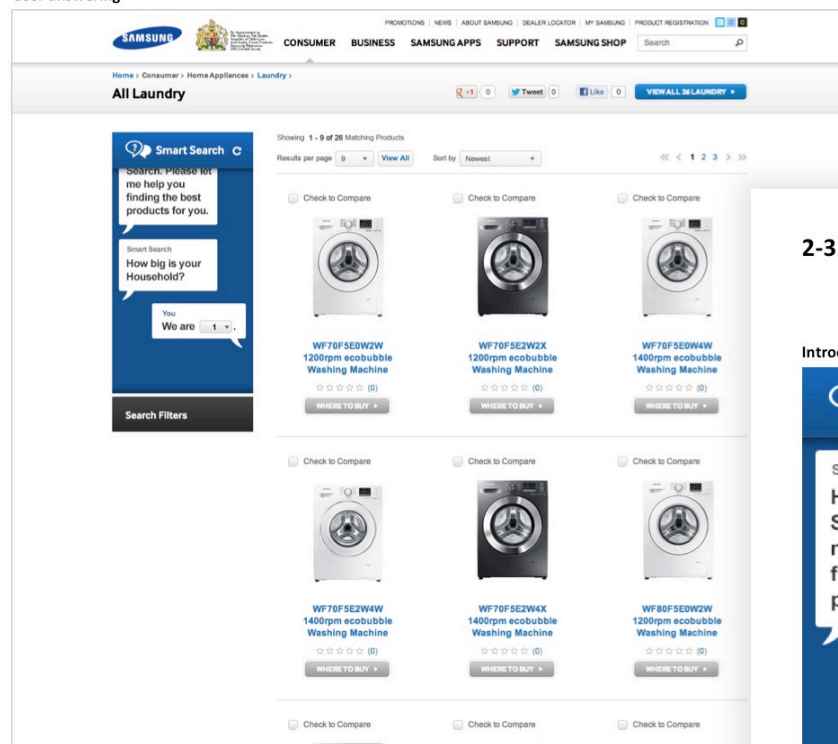 PROMOTIONS | NEWS | ABOUT SAMSUNG | DEALER LOCATOR | MY SAMSUNG | PRODUCT REGISTRATION
SAMSUNG
CONSUMER BUSINESS SAMSUNG APPS SUPPORT SAMSUNG SHOP Search
Home > Consumer > Home Appliances > Laundry >
All Laundry
+1 0 Tweet 0 Like 0 VIEW ALL 26 LAUNDRY
Smart Search
Search. Please let
me help you
finding the best
products for you.
Smart Search
How big is your
Household?
You
We are 1 .
Search Filters
Showing 1 - 9 of 26 Matching Products
Results per page 9 View All Sort by Newest 1 2 3
Check to Compare Check to Compare Check to Compare
WF70F5E0W2W WF70F5E2W2X WF70F5E0W4W
1200rpm ecobubble 1200rpm ecobubble 1400rpm ecobubble
Washing Machine Washing Machine Washing Machine
(0) (0) (0)
WHERE TO BUY WHERE TO BUY WHERE TO BUY
Check to Compare Check to Compare Check to Compare
WF70F5E2W4W WF70F5E2W4X WF80F5E0W2W
1400rpm ecobubble 1400rpm ecobubble 1200rpm ecobubble
Washing Machine Washing Machine Washing Machine
(0) (0) (0)
WHERE TO BUY WHERE TO BUY WHERE TO BUY
Check to Compare Check to Compare Check to Compare
2-3